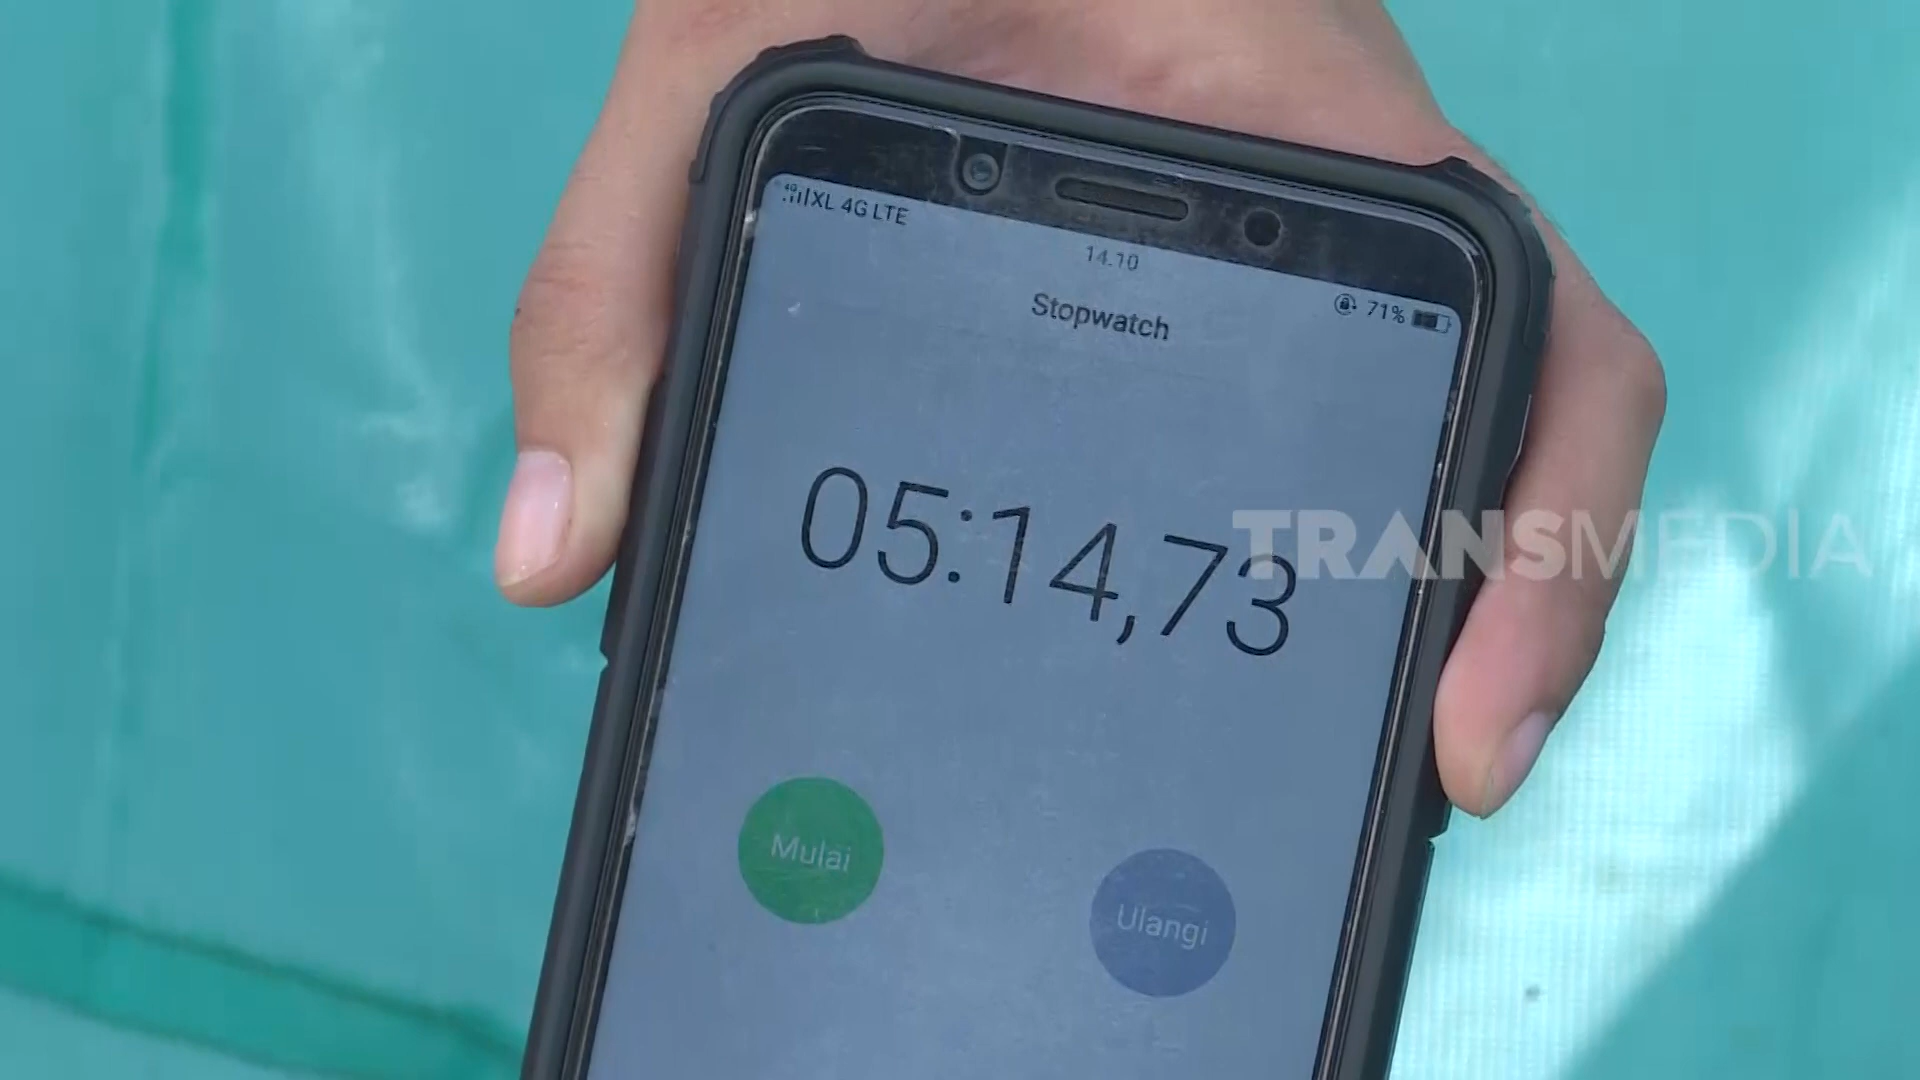 XL 4G LTE
14.10
71%
Stopwatch
05:14,73
TRANSMEDIA
Mulai
Ulangi